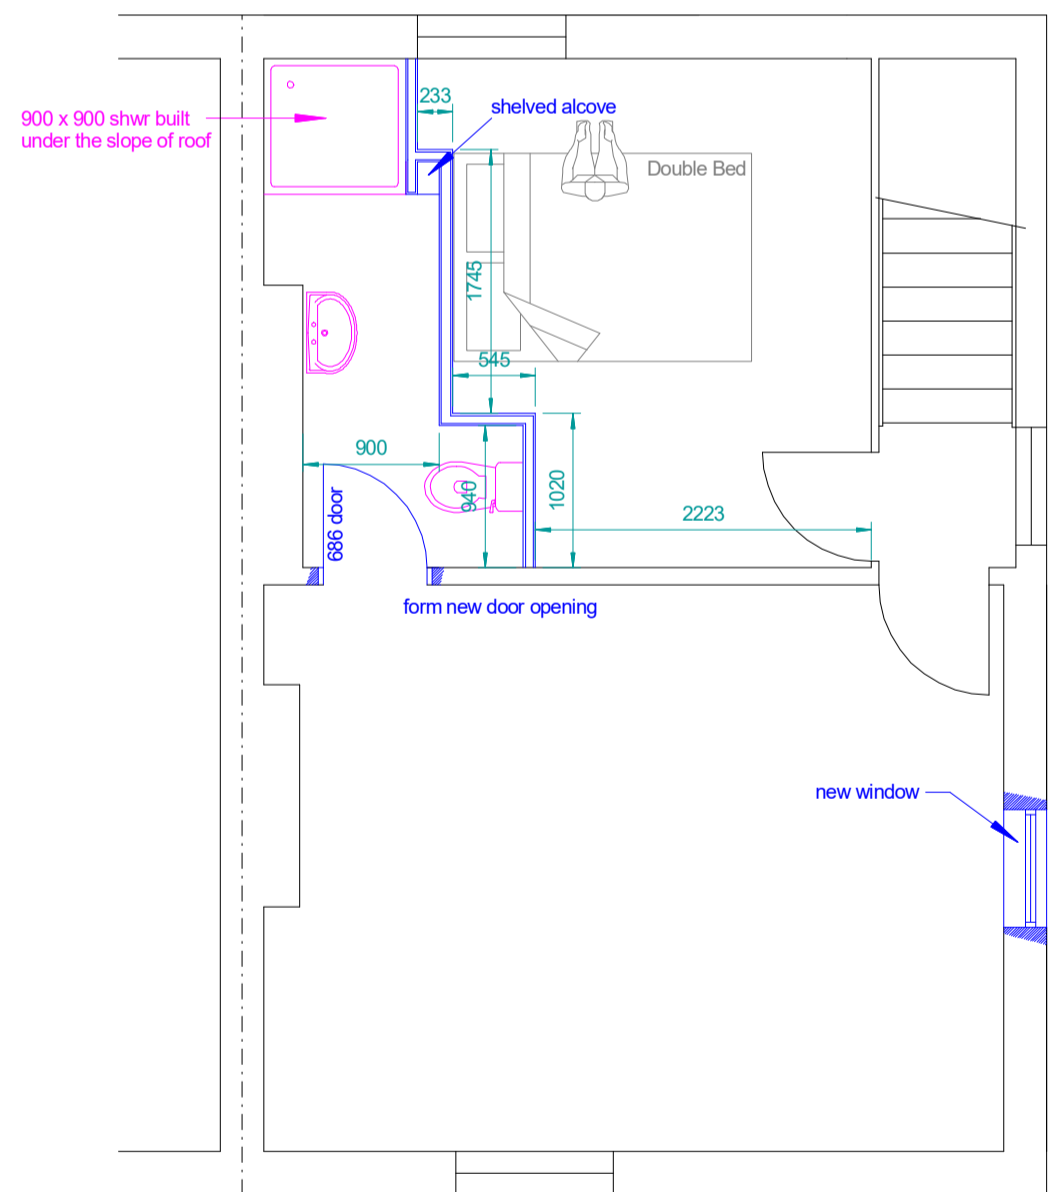 233
shelved alcove
900 x 900 shwr built
under the slope of roof
Double Bed
1745
545
900
940
1020
2223
686 door
form new door opening
new window